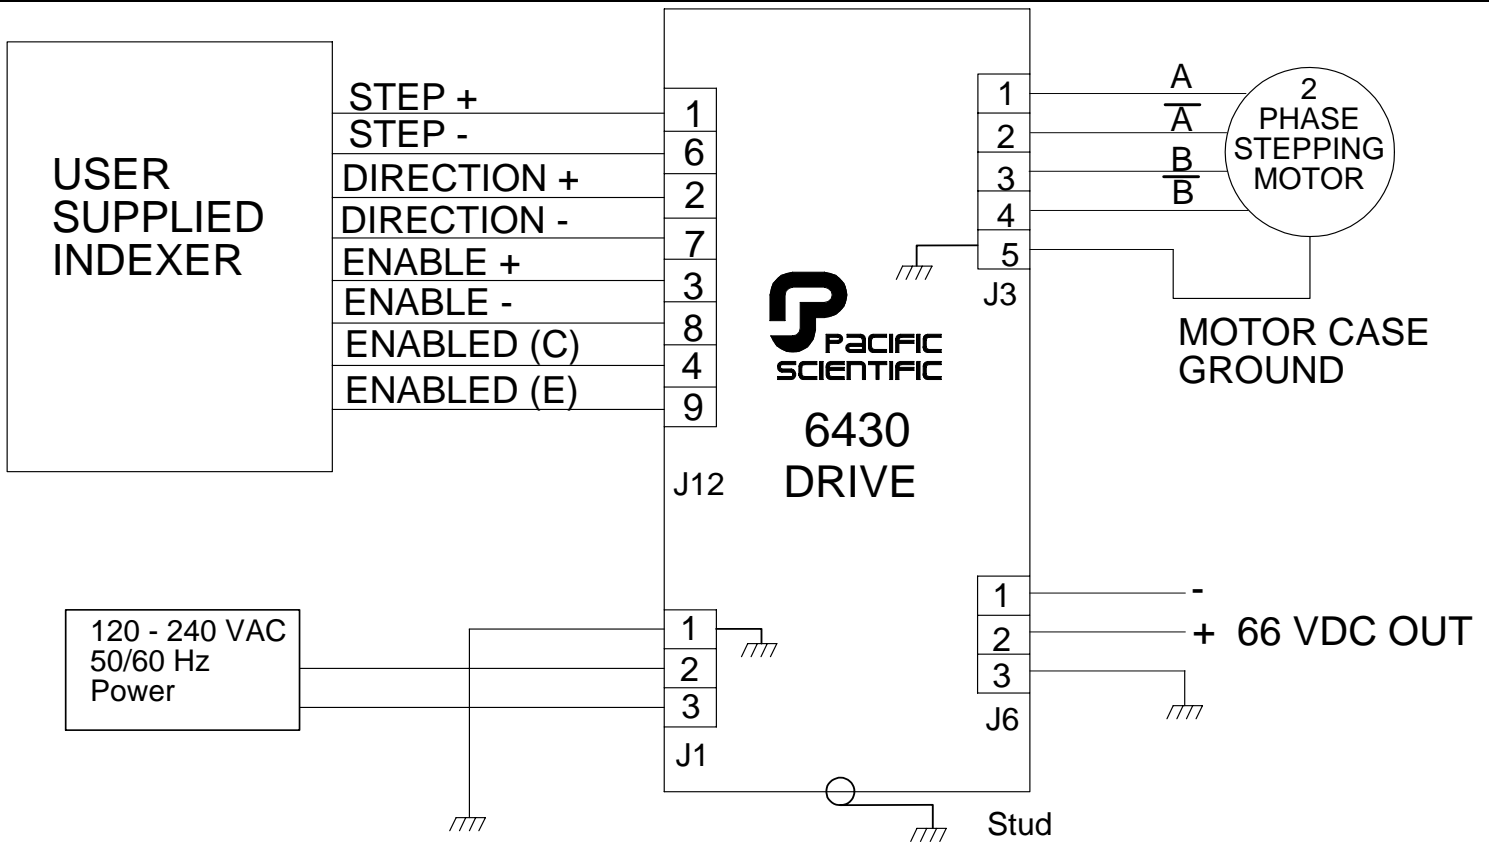 USER
SUPPLIED
INDEXER
STEP +
STEP -
DIRECTION +
DIRECTION -
ENABLE +
ENABLE -
ENABLED (C)
ENABLED (E)
1
6
2
7
3
8
4
9
J12
PACIFIC
SCIENTIFIC
6430
DRIVE
1
2
3
4
5
J3
A
A̅
B
B̅
2
PHASE
STEPPING
MOTOR
MOTOR CASE
GROUND
120 - 240 VAC
50/60 Hz
Power
1
2
3
J1
1
2
3
J6
-
+ 66 VDC OUT
Stud